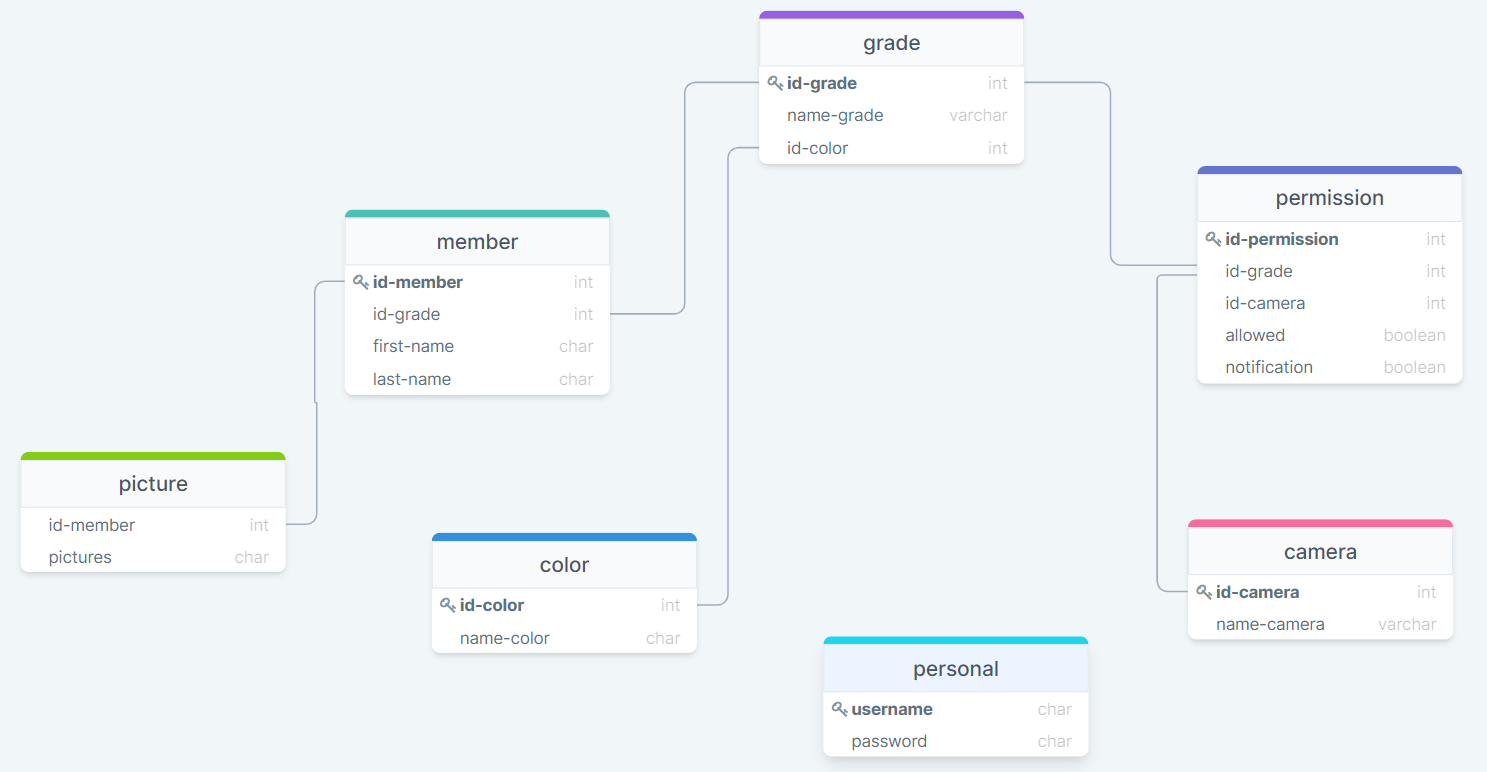 grade
id-grade int
name-grade varchar
id-color int
permission
id-permission int
id-grade int
id-camera int
allowed boolean
notification boolean
member
id-member int
id-grade int
first-name char
last-name char
picture
id-member int
pictures char
color
id-color int
name-color char
camera
id-camera int
name-camera varchar
personal
username char
password char